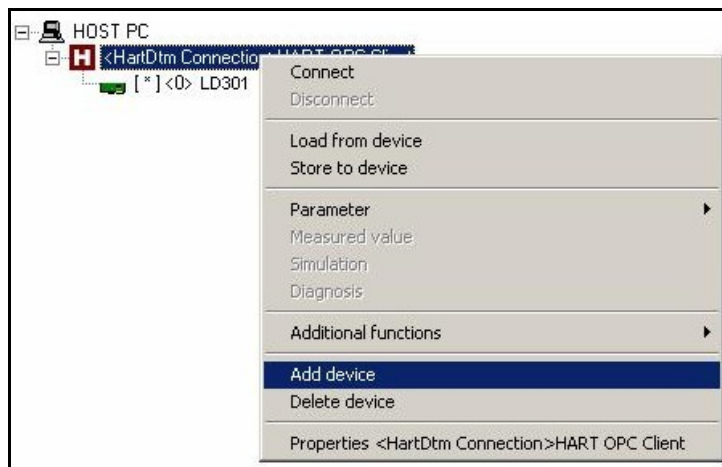 HOST PC
<HartDtm Connection
[*]<0> LD301
Connect
Disconnect
Load from device
Store to device
Parameter
Measured value
Simulation
Diagnosis
Additional functions
Add device
Delete device
Properties <HartDtm Connection>HART OPC Client